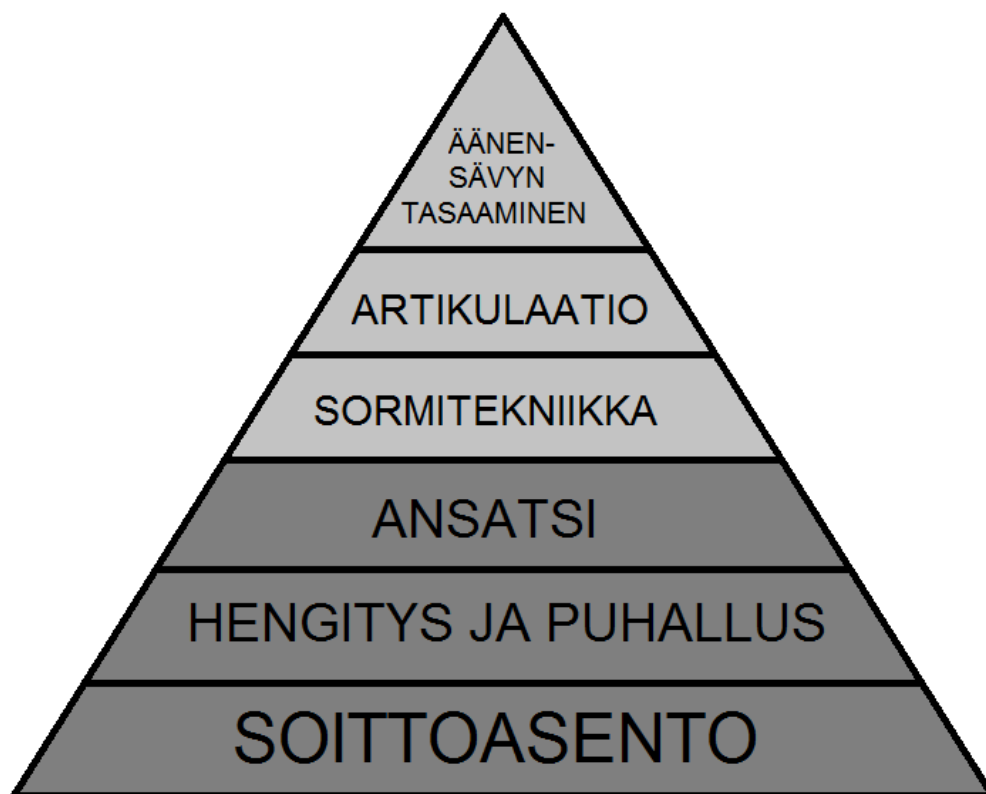 ÄÄNEN-
SÄVYN
TASAAMINEN
ARTIKULAATIO
SORMITEKNIIKKA
ANSATSI
HENGITYS JA PUHALLUS
SOITTOASENTO